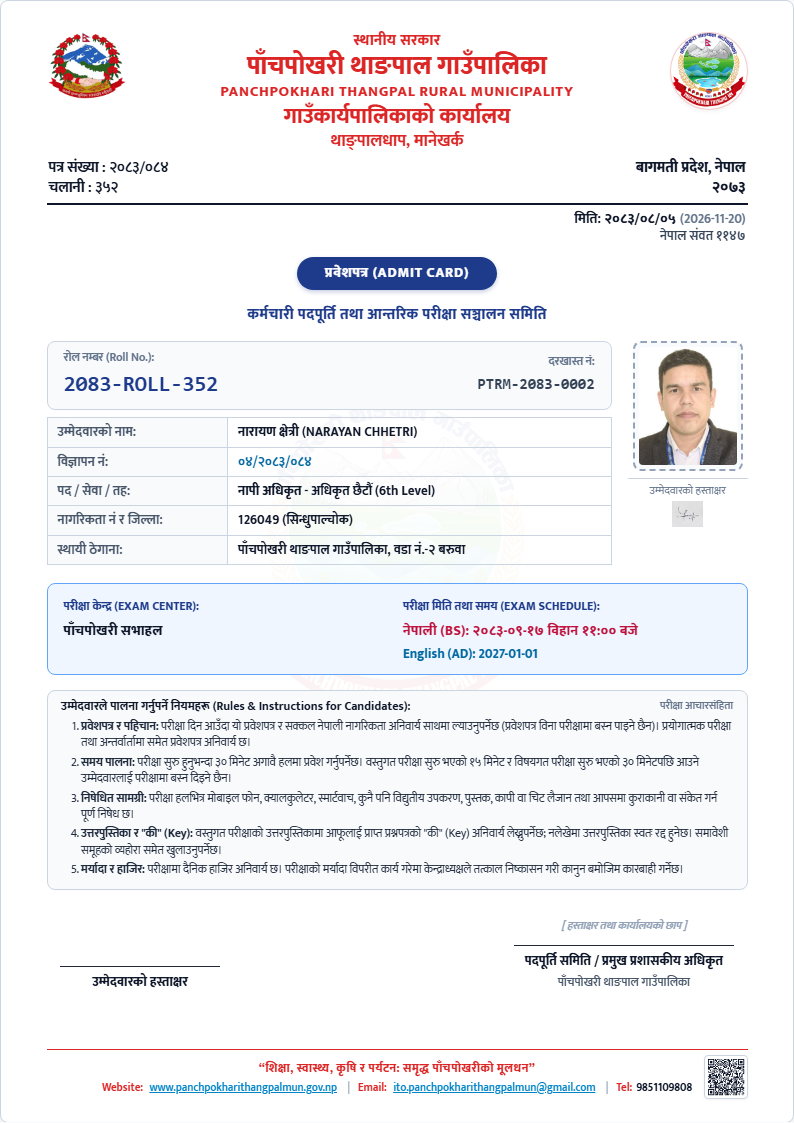 स्थानीय सरकार
पाँचपोखरी थाङपाल गाउँपालिका
PANCHPOKHARI THANGPAL RURAL MUNICIPALITY
गाउँकार्यपालिकाको कार्यालय
थाङ्पालधाप, मानेखर्क
पत्र संख्या : २०८३/०८४
बागमती प्रदेश, नेपाल
चलानी : ३५२
२०७३
मिति: २०८३/०८/०५ (2026-11-20)
नेपाल संवत ११४७
प्रवेशपत्र (ADMIT CARD)
कर्मचारी पदपूर्ति तथा आन्तरिक परीक्षा सञ्चालन समिति
रोल नम्बर (Roll No.):
दरखास्त नं:
2083-ROLL-352
PTRM-2083-0002
उम्मेदवारको नाम: नारायण क्षेत्री (NARAYAN CHHETRI)
विज्ञापन नं: ०४/२०८३/०८४
पद / सेवा / तह: नापी अधिकृत - अधिकृत छैटौं (6th Level)
नागरिकता नं र जिल्ला: 126049 (सिन्धुपाल्चोक)
स्थायी ठेगाना: पाँचपोखरी थाङपाल गाउँपालिका, वडा नं.-२ बरुवा
उम्मेदवारको हस्ताक्षर
परीक्षा केन्द्र (EXAM CENTER):
पाँचपोखरी सभाहल
परीक्षा मिति तथा समय (EXAM SCHEDULE):
नेपाली (BS): २०८३-०९-१७ विहान ११:०० बजे
English (AD): 2027-01-01
उम्मेदवारले पालना गर्नुपर्ने नियमहरू (Rules & Instructions for Candidates):
परीक्षा आचारसंहिता
1. प्रवेशपत्र र पहिचान: परीक्षा दिन आउँदा यो प्रवेशपत्र र सक्कल नेपाली नागरिकता अनिवार्य साथमा ल्याउनुपर्नेछ (प्रवेशपत्र विना परीक्षामा बस्न पाइने छैन)। प्रयोगात्मक परीक्षा
तथा अन्तर्वार्तामा समेत प्रवेशपत्र अनिवार्य छ।
2. समय पालना: परीक्षा सुरु हुनुभन्दा ३० मिनेट अगावै हलमा प्रवेश गर्नुपर्नेछ। वस्तुगत परीक्षा सुरु भएको १५ मिनेट र विषयगत परीक्षा सुरु भएको ३० मिनेटपछि आउने
उम्मेदवारलाई परीक्षामा बस्न दिइने छैन।
3. निषेधित सामग्री: परीक्षा हलभित्र मोबाइल फोन, क्यालकुलेटर, स्मार्टवाच, कुनै पनि विद्युतीय उपकरण, पुस्तक, कापी वा चिट लैजान तथा आपसमा कुराकानी वा संकेत गर्न
पूर्ण निषेध छ।
4. उत्तरपुस्तिका र "की" (Key): वस्तुगत परीक्षाको उत्तरपुस्तिकामा आफूलाई प्राप्त प्रश्नपत्रको "की" (Key) अनिवार्य लेख्नुपर्नेछ; नलेखेमा उत्तरपुस्तिका स्वतः रद्द हुनेछ। समावेशी
समूहको व्यहोरा समेत खुलाउनुपर्नेछ।
5. मर्यादा र हाजिर: परीक्षामा दैनिक हाजिर अनिवार्य छ। परीक्षाको मर्यादा विपरीत कार्य गरेमा केन्द्राध्यक्षले तत्काल निष्कासन गरी कानुन बमोजिम कारबाही गर्नेछ।
[ हस्ताक्षर तथा कार्यालयको छाप ]
उम्मेदवारको हस्ताक्षर
पदपूर्ति समिति / प्रमुख प्रशासकीय अधिकृत
पाँचपोखरी थाङपाल गाउँपालिका
“शिक्षा, स्वास्थ्य, कृषि र पर्यटन: समृद्ध पाँचपोखरीको मूलधन”
Website: www.panchpokharithangpalmun.gov.np | Email: ito.panchpokharithangpalmun@gmail.com | Tel: 9851109808